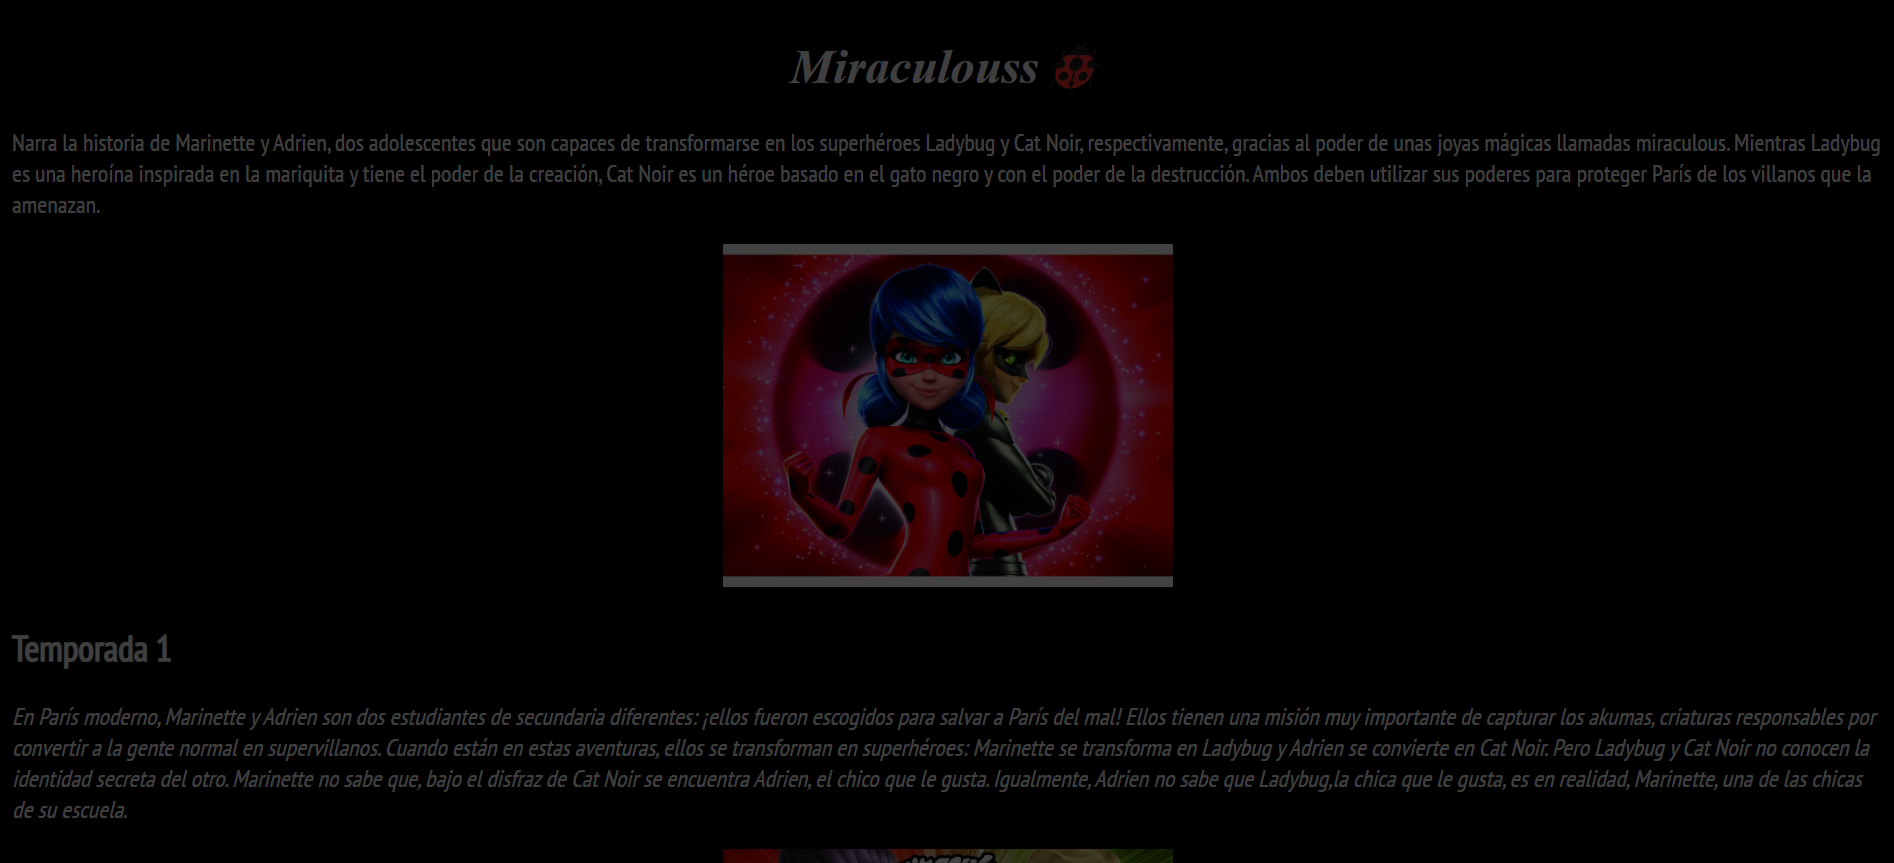 Miraculouss 🐞
Narra la historia de Marinette y Adrien, dos adolescentes que son capaces de transformarse en los superhéroes Ladybug y Cat Noir, respectivamente, gracias al poder de unas joyas mágicas llamadas miraculous. Mientras Ladybug
es una heroína inspirada en la mariquita y tiene el poder de la creación, Cat Noir es un héroe basado en el gato negro y con el poder de la destrucción. Ambos deben utilizar sus poderes para proteger París de los villanos que la
amenazan.
Temporada 1
En París moderno, Marinette y Adrien son dos estudiantes de secundaria diferentes: ¡ellos fueron escogidos para salvar a París del mal! Ellos tienen una misión muy importante de capturar los akumas, criaturas responsables por
convertir a la gente normal en supervillanos. Cuando están en estas aventuras, ellos se transforman en superhéroes: Marinette se transforma en Ladybug y Adrien se convierte en Cat Noir. Pero Ladybug y Cat Noir no conocen la
identidad secreta del otro. Marinette no sabe que, bajo el disfraz de Cat Noir se encuentra Adrien, el chico que le gusta. Igualmente, Adrien no sabe que Ladybug,la chica que le gusta, es en realidad, Marinette, una de las chicas
de su escuela.